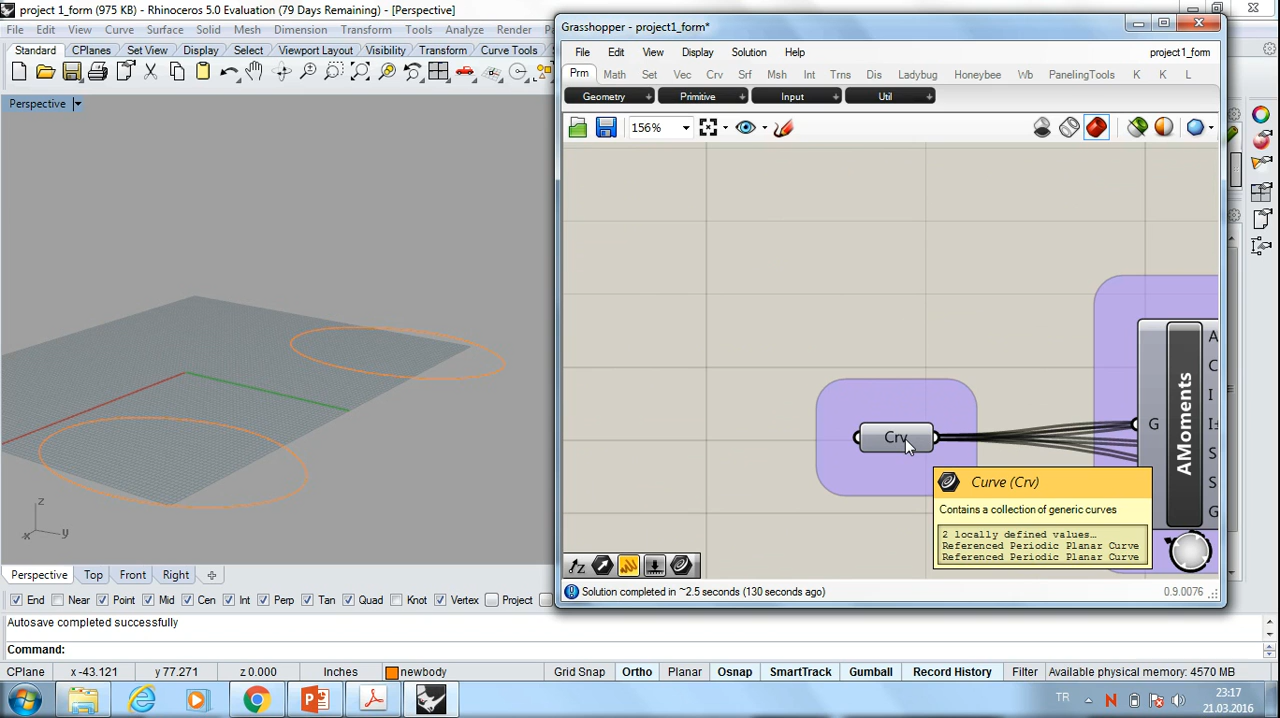 project 1_form (975 KB) - Rhinoceros 5.0 Evaluation (79 Days Remaining) - [Perspective]
File Edit View Curve Surface Solid Mesh Dimension Transform Tools Analyze Render
Standard CPlanes Set View Display Select Viewport Layout Visibility Transform Curve Tools
Perspective
z
x
y
Perspective Top Front Right
End Near Point Mid Cen Int Perp Tan Quad Knot Vertex Project
Autosave completed successfully
Command:
CPlane x -43.121 y 77.271 z 0.000 Inches newbody Grid Snap Ortho Planar Osnap SmartTrack Gumball Record History Filter Available physical memory: 4570 MB
Grasshopper - project1_form*
File Edit View Display Solution Help project1_form
Prm Math Set Vec Crv Srf Msh Int Trns Dis Ladybug Honeybee Wb PanelingTools K K L
Geometry Primitive Input Util
156%
Crv
AMoments
G
A
C
I
I±
S
S
G
Curve (Crv)
Contains a collection of generic curves
2 locally defined values…
Referenced Periodic Planar Curve
Referenced Periodic Planar Curve
Solution completed in ~2.5 seconds (130 seconds ago) 0.9.0076
TR
23:17
21.03.2016